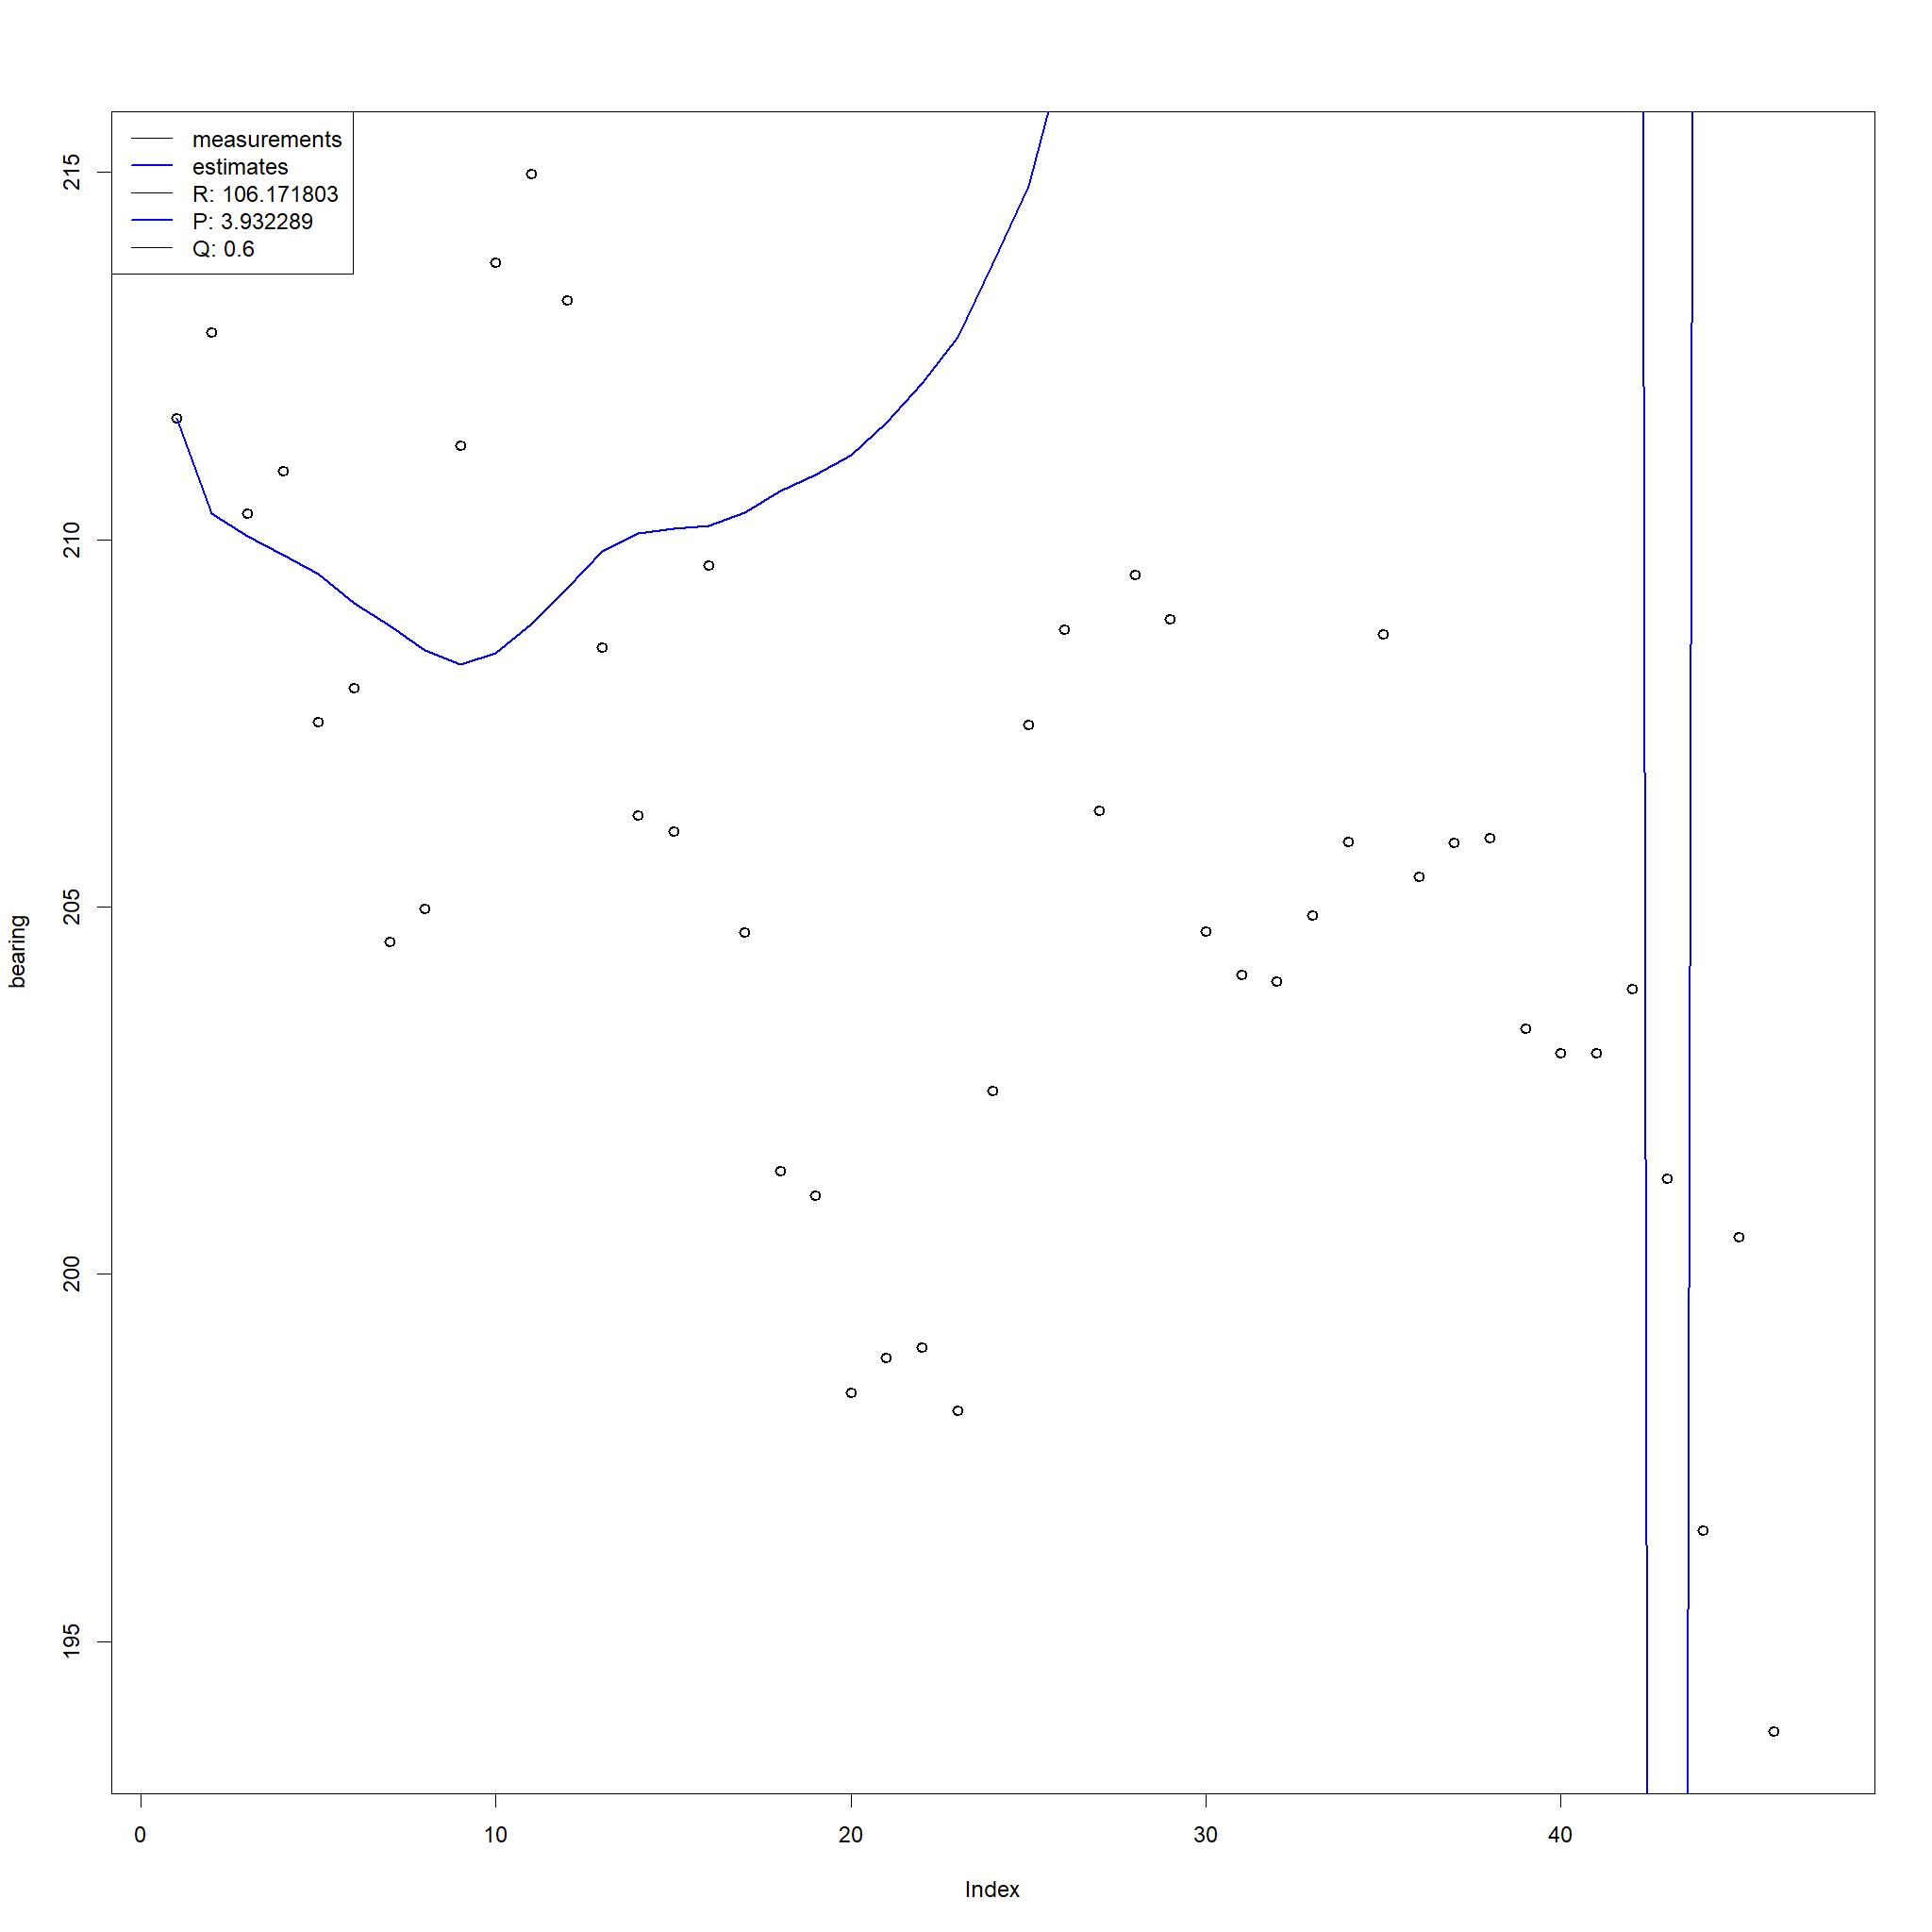 measurements
estimates
R: 106.171803
P: 3.932289
Q: 0.6
215
210
205
200
195
bearing
0 10 20 30 40
Index